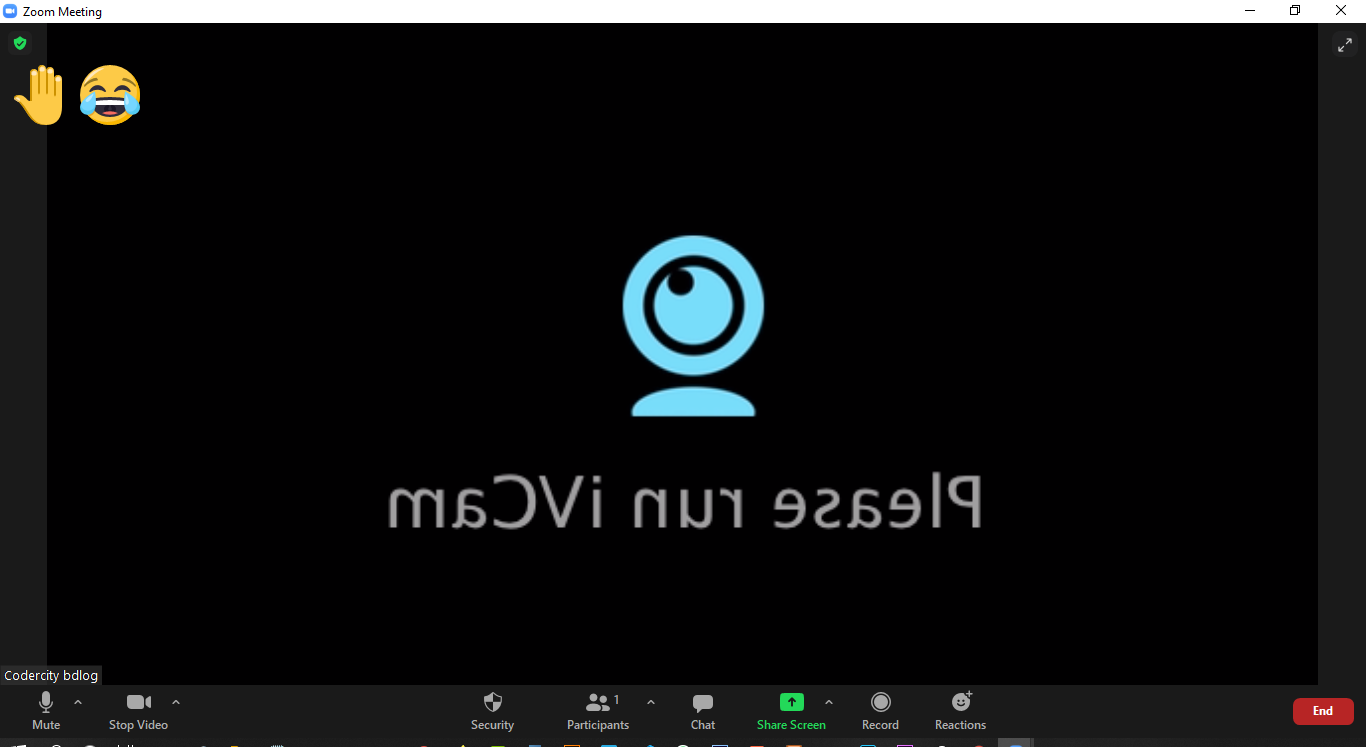 Zoom Meeting
Please run iVCam
Codercity bdlog
Mute
Stop Video
Security
1
Participants
Chat
Share Screen
Record
Reactions
End